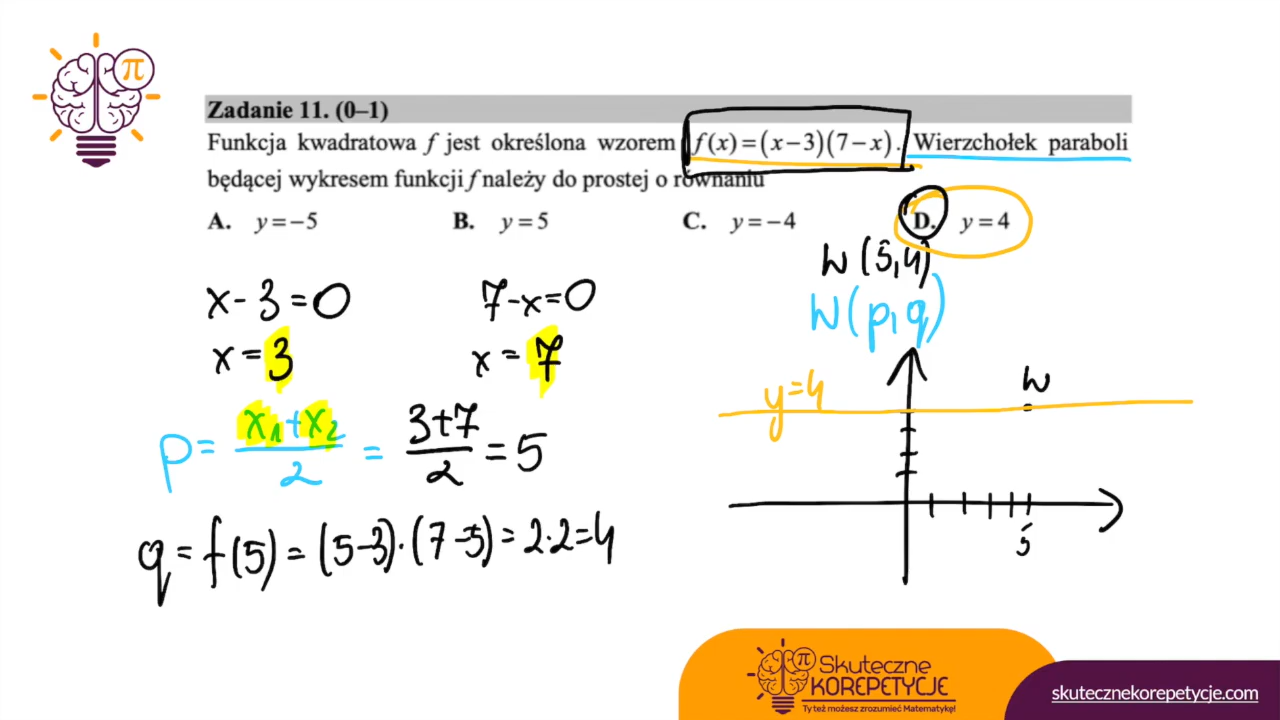 π
Zadanie 11. (0–1)
Funkcja kwadratowa f jest określona wzorem f(x)=(x−3)(7−x). Wierzchołek paraboli
będącej wykresem funkcji f należy do prostej o równaniu
A. y=−5 B. y=5 C. y=−4 D. y=4
W(5,4)
W(p,q)
x-3=0 7-x=0
x=3 x=7
p= x₁+x₂/2 = 3+7/2 = 5
q=f(5)=(5-3)·(7-5)=2·2=4
y=4
W
5
π
Skuteczne
KOREPETYCJE
Ty też możesz zrozumieć Matematykę!
skutecznekorepetycje.com